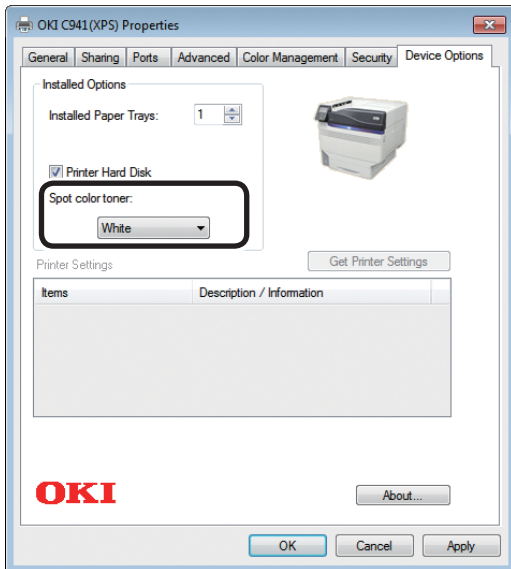 OKI C941(XPS) Properties
General Sharing Ports Advanced Color Management Security Device Options
Installed Options
Installed Paper Trays: 1
Printer Hard Disk
Spot color toner:
White
Printer Settings
Get Printer Settings
Items Description / Information
OKI
About...
OK Cancel Apply